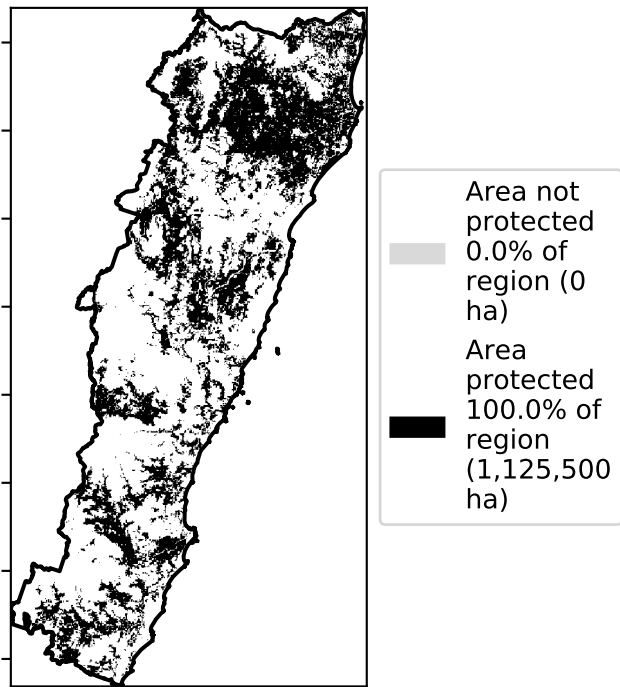 Area not
protected
0.0% of
region (0
ha)
Area
protected
100.0% of
region
(1,125,500
ha)